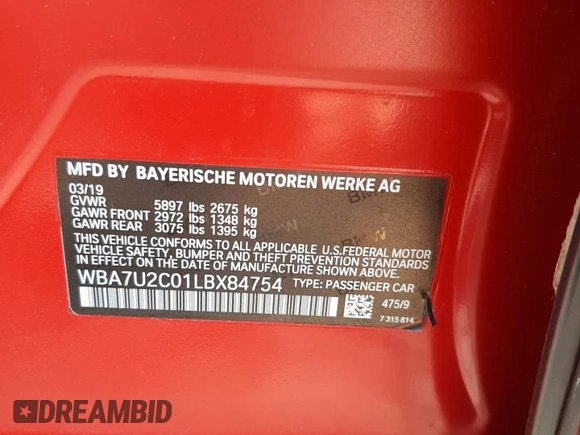 MFD BY BAYERISCHE MOTOREN WERKE AG
03/19
GVWR 5897 lbs 2675 kg
GAWR FRONT 2972 lbs 1348 kg
GAWR REAR 3075 lbs 1395 kg
THIS VEHICLE CONFORMS TO ALL APPLICABLE U.S.FEDERAL MOTOR
VEHICLE SAFETY, BUMPER AND THEFT PREVENTION STANDARDS
IN EFFECT ON THE DATE OF MANUFACTURE SHOWN ABOVE.
WBA7U2C01LBX84754 TYPE: PASSENGER CAR
475/9
7 315 814
DREAMBID